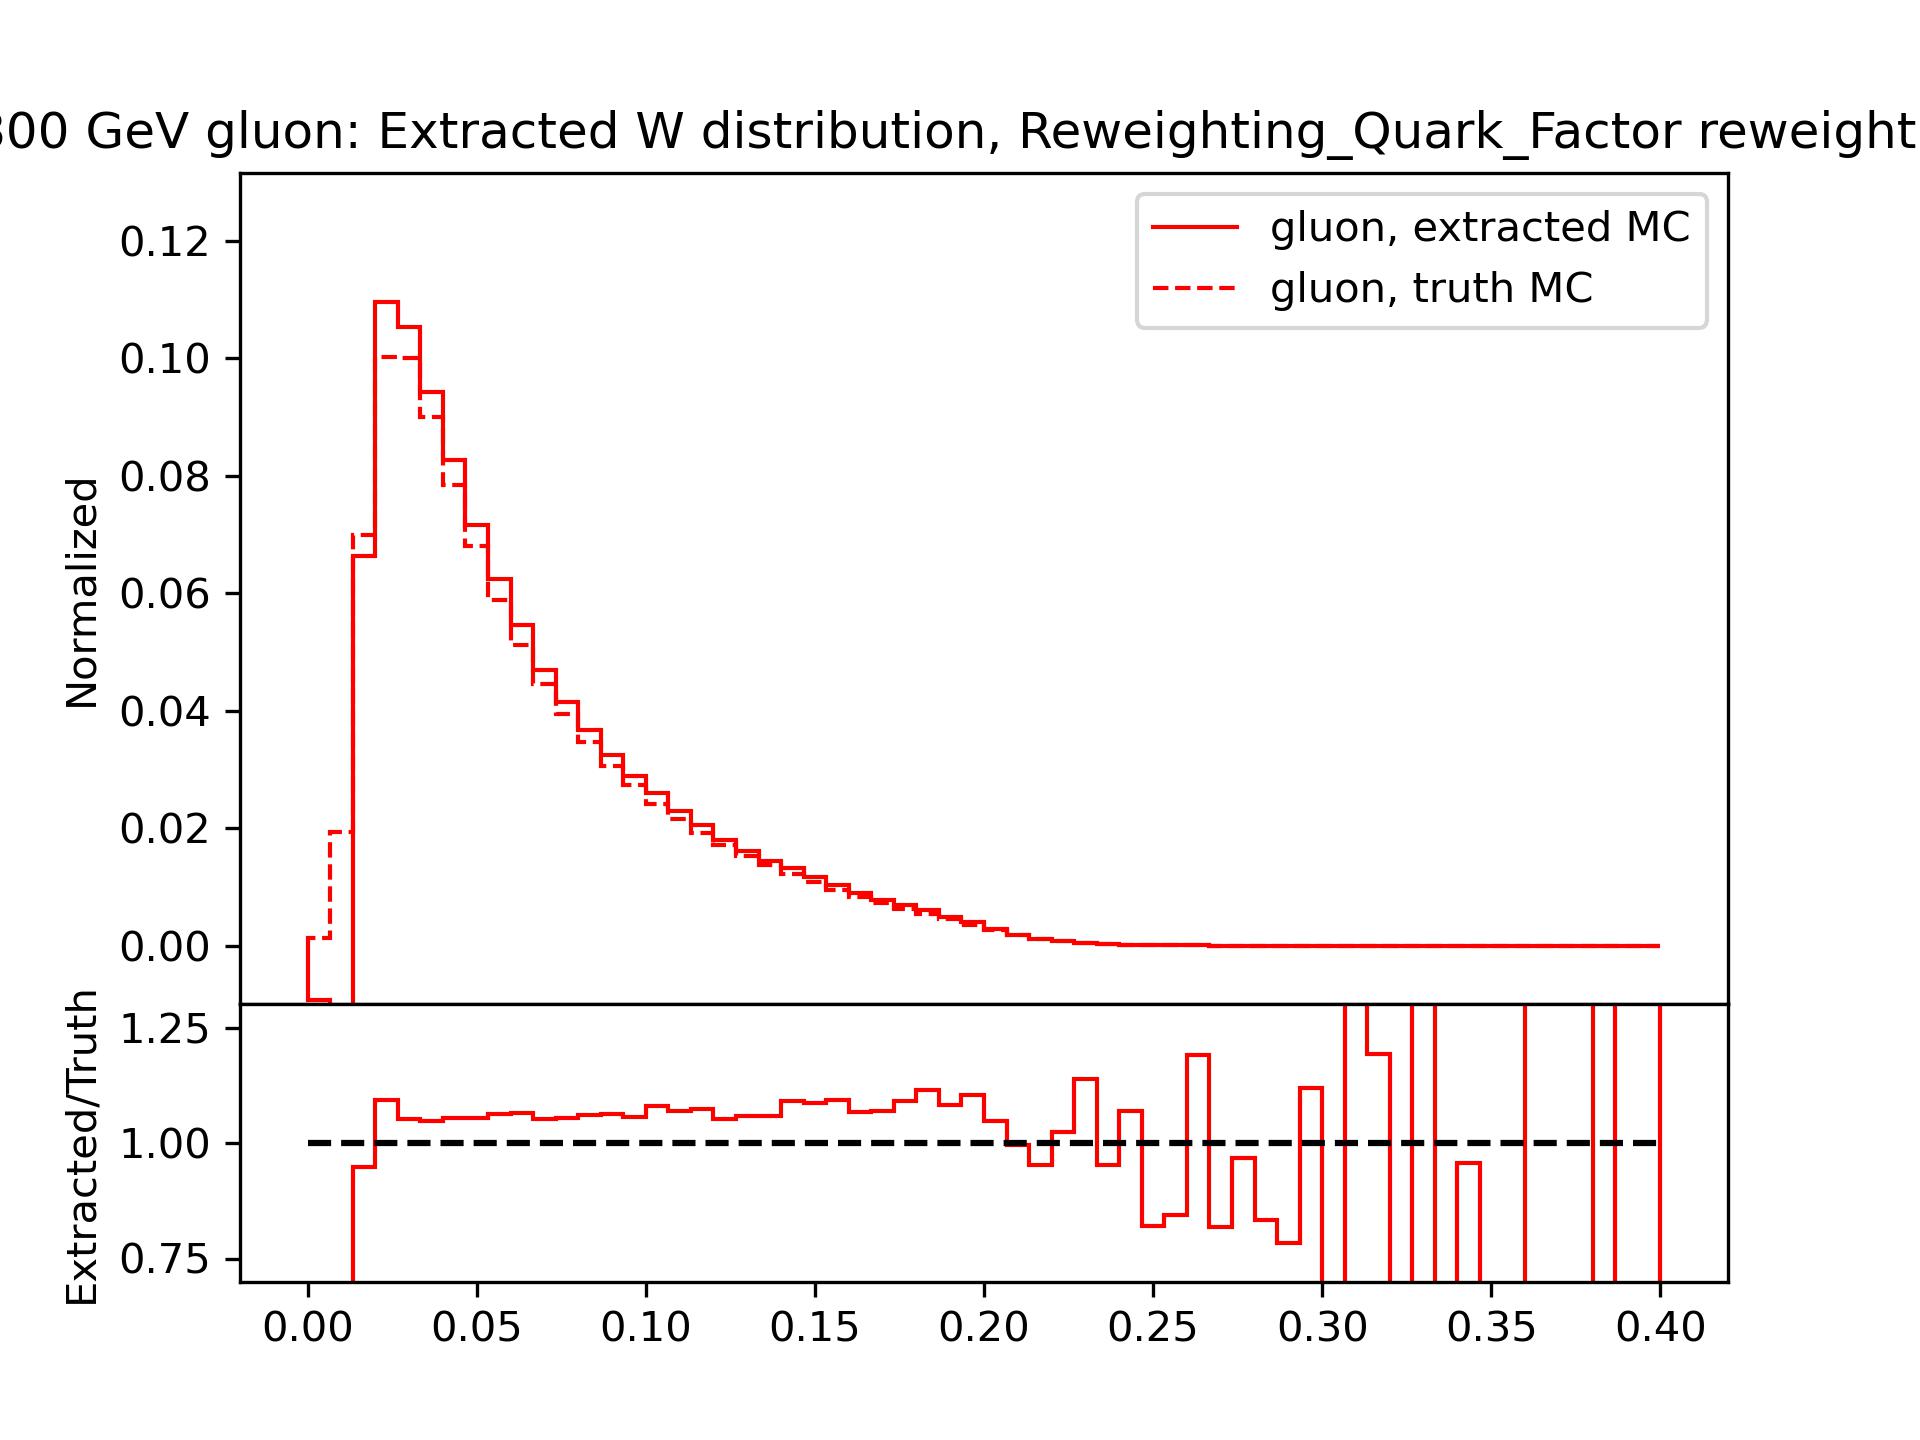 300 GeV gluon: Extracted W distribution, Reweighting_Quark_Factor reweight
gluon, extracted MC
gluon, truth MC
Normalized
0.12
0.10
0.08
0.06
0.04
0.02
0.00
Extracted/Truth
1.25
1.00
0.75
0.00 0.05 0.10 0.15 0.20 0.25 0.30 0.35 0.40